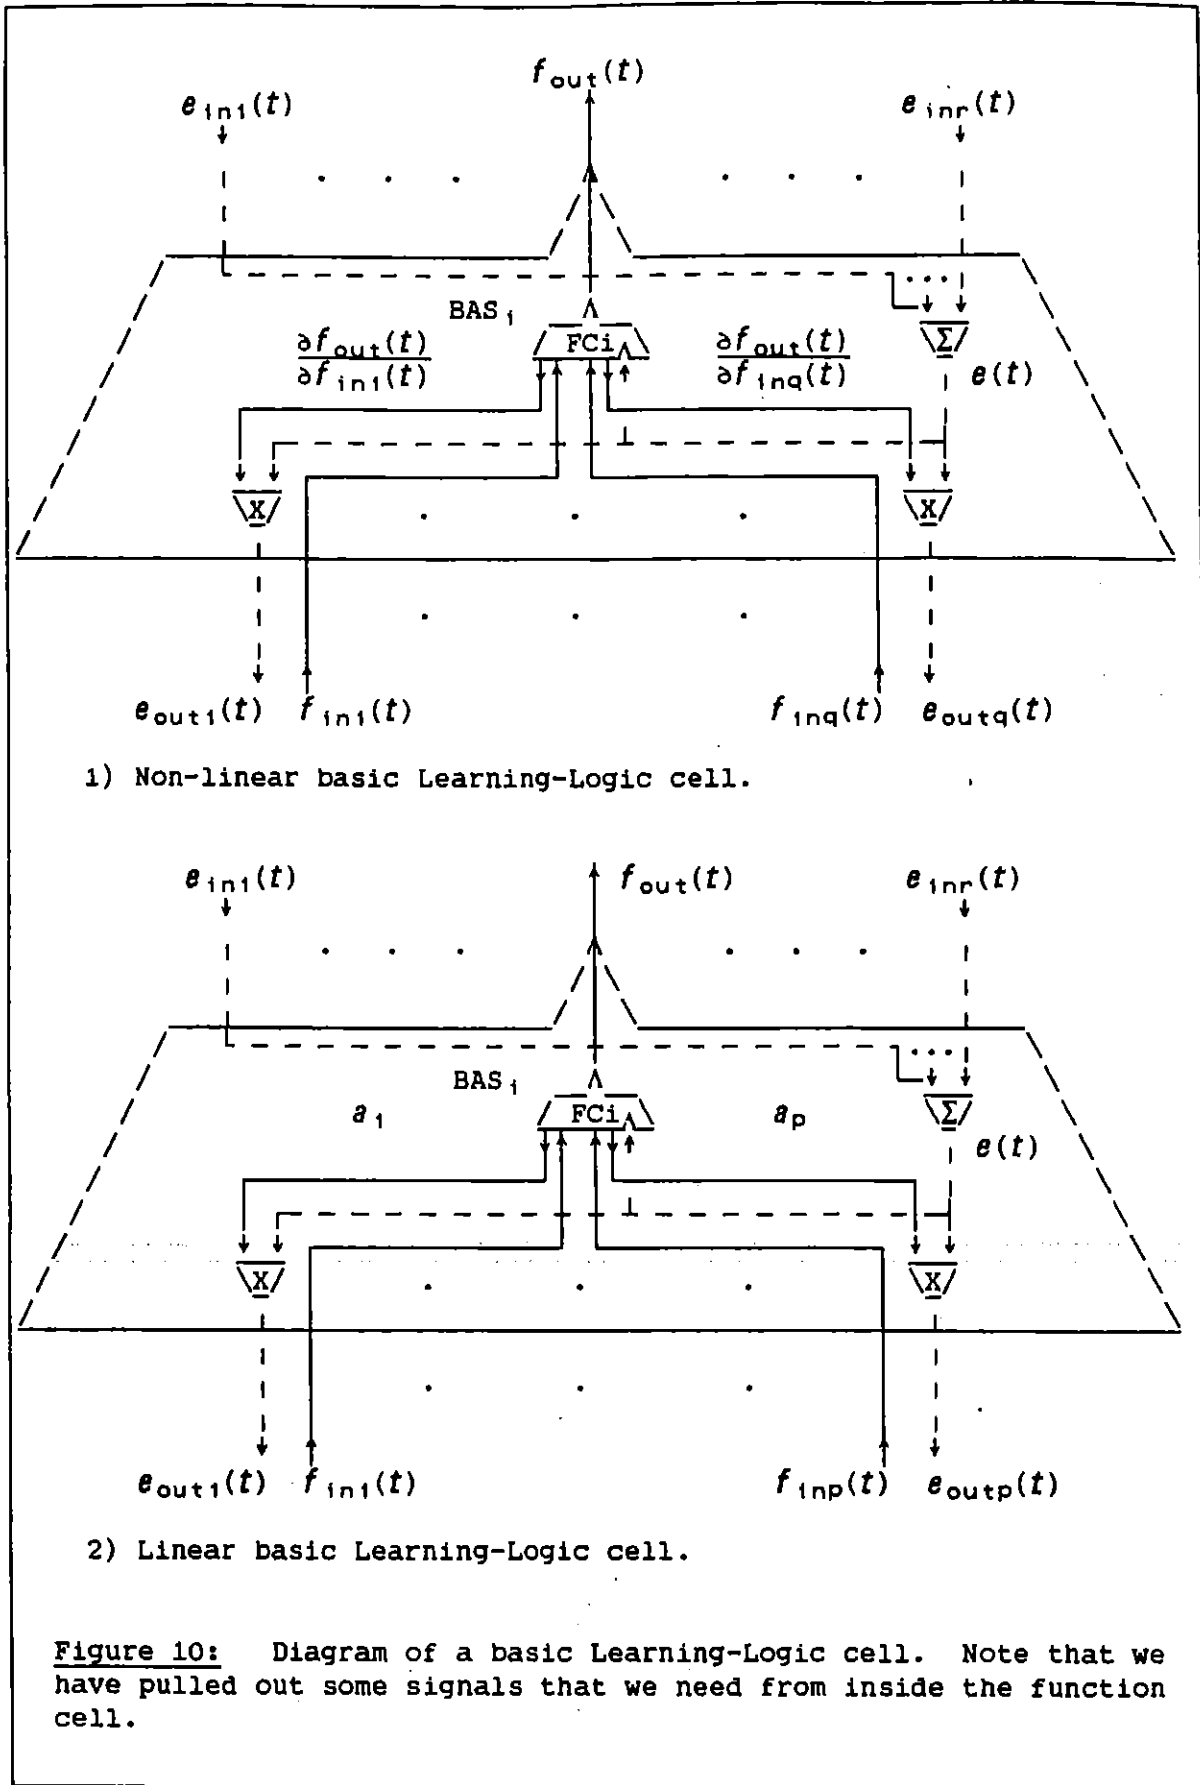 f_out(t)
e_in1(t) e_inr(t)
. . . . . .
...
BAS_i
FCi
∂f_out(t) ∂f_out(t)
∂f_in1(t) ∂f_inq(t)
Σ
e(t)
X X
. . .
. . .
e_out1(t) f_in1(t) f_inq(t) e_outq(t)
1) Non-linear basic Learning-Logic cell.
e_in1(t) f_out(t) e_inr(t)
. . . . . .
...
BAS_i
a_1 FCi a_p Σ
e(t)
X X
. . .
. . .
e_out1(t) f_in1(t) f_inp(t) e_outp(t)
2) Linear basic Learning-Logic cell.
Figure 10: Diagram of a basic Learning-Logic cell. Note that we
have pulled out some signals that we need from inside the function
cell.